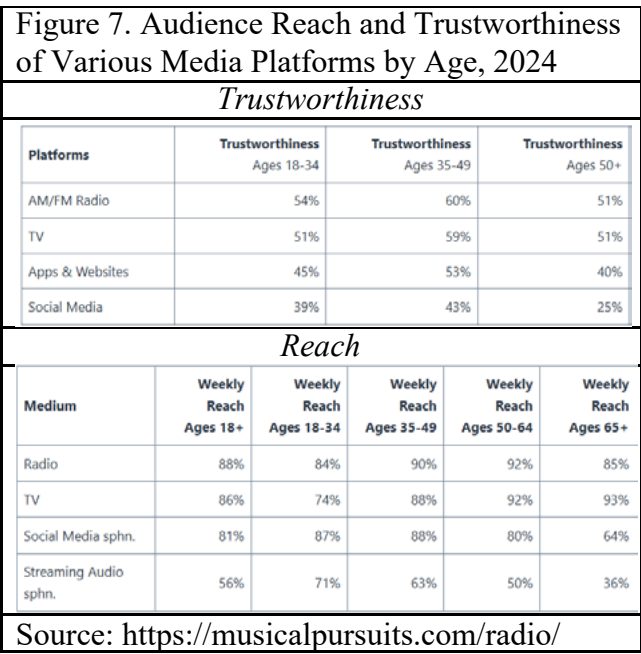 Figure 7. Audience Reach and Trustworthiness
of Various Media Platforms by Age, 2024
Trustworthiness
Platforms Trustworthiness Ages 18-34 Trustworthiness Ages 35-49 Trustworthiness Ages 50+
AM/FM Radio 54% 60% 51%
TV 51% 59% 51%
Apps & Websites 45% 53% 40%
Social Media 39% 43% 25%
Reach
Medium Weekly Reach Ages 18+ Weekly Reach Ages 18-34 Weekly Reach Ages 35-49 Weekly Reach Ages 50-64 Weekly Reach Ages 65+
Radio 88% 84% 90% 92% 85%
TV 86% 74% 88% 92% 93%
Social Media sphn. 81% 87% 88% 80% 64%
Streaming Audio sphn. 56% 71% 63% 50% 36%
Source: https://musicalpursuits.com/radio/